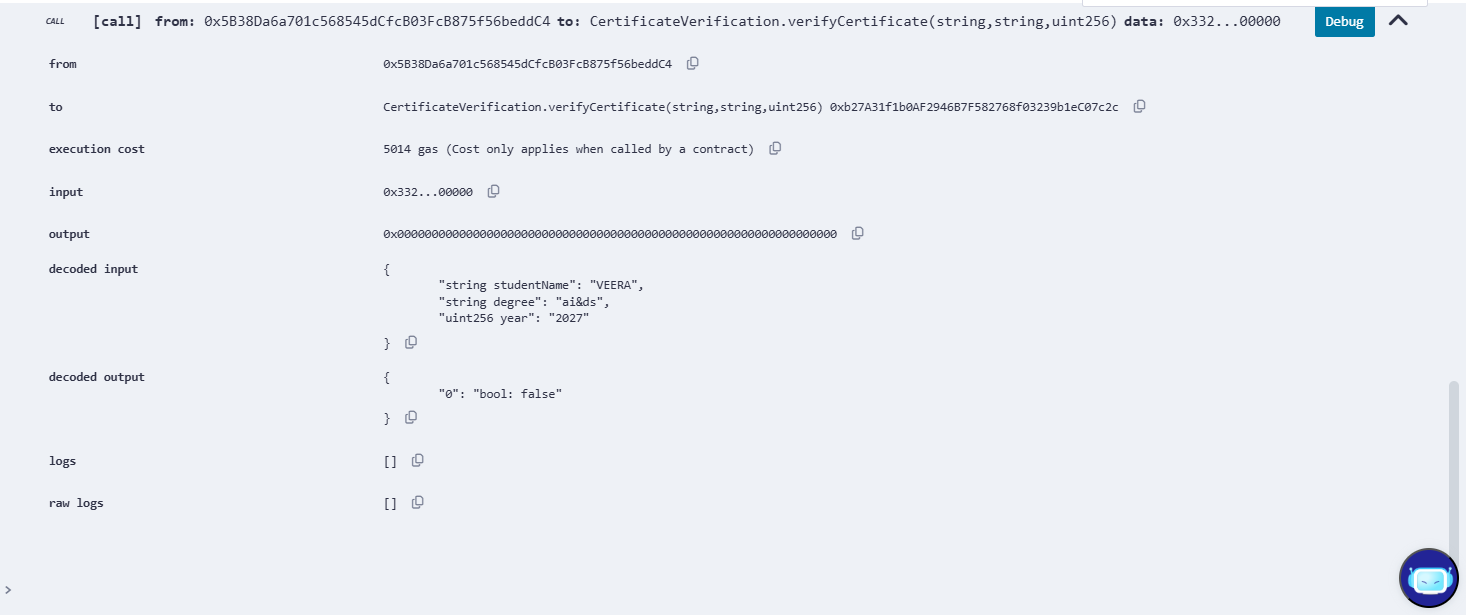 CALL [call] from: 0x5B38Da6a701c568545dCfcB03FcB875f56beddC4 to: CertificateVerification.verifyCertificate(string,string,uint256) data: 0x332...00000 Debug
from 0x5B38Da6a701c568545dCfcB03FcB875f56beddC4
to CertificateVerification.verifyCertificate(string,string,uint256) 0xb27A31f1b0AF2946B7F582768f03239b1eC07c2c
execution cost 5014 gas (Cost only applies when called by a contract)
input 0x332...00000
output 0x0000000000000000000000000000000000000000000000000000000000000000
decoded input {
"string studentName": "VEERA",
"string degree": "ai&ds",
"uint256 year": "2027"
}
decoded output {
"0": "bool: false"
}
logs []
raw logs []
>